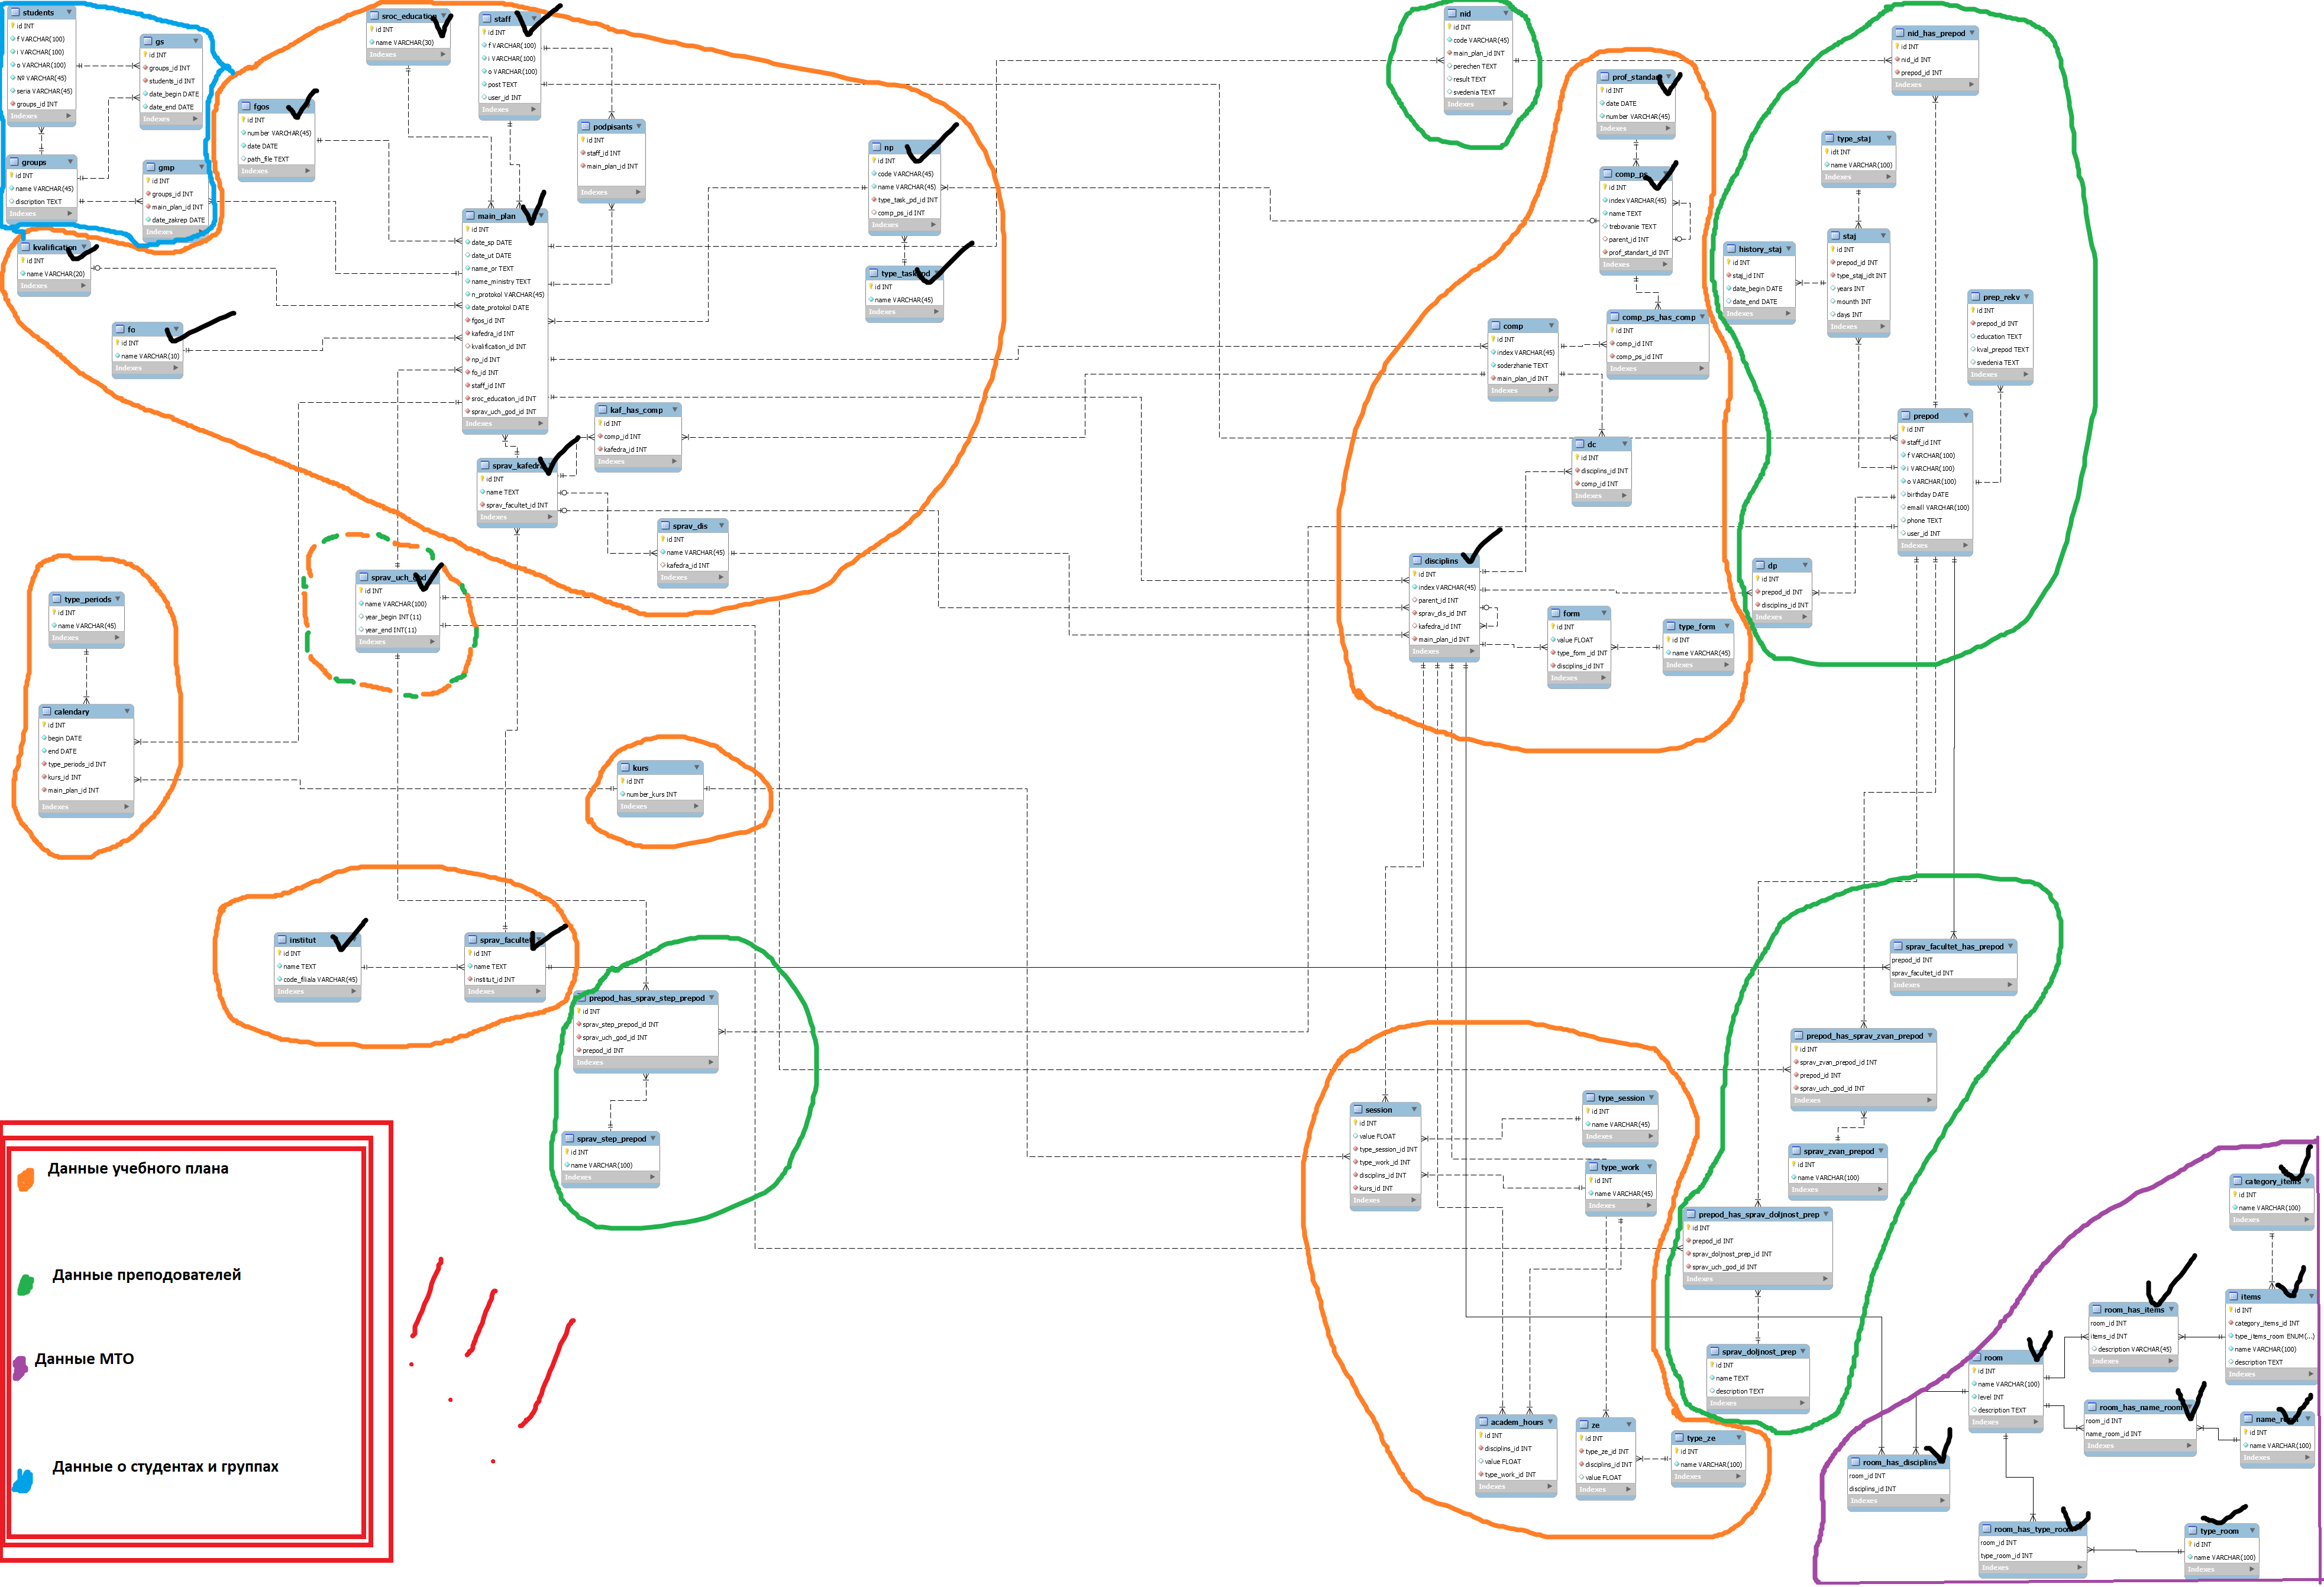 students
id INT
f VARCHAR(100)
i VARCHAR(100)
o VARCHAR(100)
№ VARCHAR(45)
seria VARCHAR(45)
groups_id INT
Indexes
gs
id INT
groups_id INT
students_id INT
date_begin DATE
date_end DATE
Indexes
groups
id INT
name VARCHAR(45)
discription TEXT
Indexes
gmp
id INT
groups_id INT
main_plan_id INT
date_zakrep DATE
Indexes
kvalification
id INT
name VARCHAR(20)
Indexes
fo
id INT
name VARCHAR(10)
Indexes
fgos
id INT
number VARCHAR(45)
date DATE
path_file TEXT
Indexes
sroc_education
id INT
name VARCHAR(30)
Indexes
staff
id INT
f VARCHAR(100)
i VARCHAR(100)
o VARCHAR(100)
post TEXT
user_id INT
Indexes
podpisants
id INT
staff_id INT
main_plan_id INT
Indexes
np
id INT
code VARCHAR(45)
name VARCHAR(45)
type_task_pd_id INT
comp_ps_id INT
Indexes
id INT
name VARCHAR(45)
Indexes
main_plan
id INT
date_sp DATE
date_ut DATE
name_or TEXT
name_ministry TEXT
n_protokol VARCHAR(45)
date_protokol DATE
fgos_id INT
kafedra_id INT
kvalification_id INT
np_id INT
fo_id INT
staff_id INT
sroc_education_id INT
sprav_uch_god_id INT
Indexes
kaf_has_comp
id INT
comp_id INT
kafedra_id INT
Indexes
sprav_kafedra
id INT
name TEXT
sprav_facultet_id INT
Indexes
sprav_dis
id INT
name VARCHAR(45)
kafedra_id INT
Indexes
sprav_uch_god
id INT
name VARCHAR(100)
year_begin INT(11)
year_end INT(11)
Indexes
type_periods
id INT
name VARCHAR(45)
Indexes
calendary
id INT
begin DATE
end DATE
type_periods_id INT
kurs_id INT
main_plan_id INT
Indexes
kurs
id INT
number_kurs INT
Indexes
institut
id INT
name TEXT
code_filiala VARCHAR(45)
Indexes
sprav_facultet
id INT
name TEXT
institut_id INT
Indexes
prepod_has_sprav_step_prepod
id INT
sprav_step_prepod_id INT
sprav_uch_god_id INT
prepod_id INT
Indexes
sprav_step_prepod
id INT
name VARCHAR(100)
Indexes
nid
id INT
code VARCHAR(45)
main_plan_id INT
perechen TEXT
result TEXT
svedenia TEXT
Indexes
prof_standart
id INT
date DATE
number VARCHAR(45)
Indexes
comp_ps
id INT
index VARCHAR(45)
name TEXT
trebovanie TEXT
parent_id INT
prof_standart_id INT
Indexes
comp_ps_has_comp
id INT
comp_id INT
comp_ps_id INT
Indexes
comp
id INT
index VARCHAR(45)
soderzhanie TEXT
main_plan_id INT
Indexes
dc
id INT
disciplins_id INT
comp_id INT
Indexes
disciplins
id INT
index VARCHAR(45)
parent_id INT
sprav_dis_id INT
kafedra_id INT
main_plan_id INT
Indexes
form
id INT
value FLOAT
type_form_id INT
disciplins_id INT
Indexes
type_form
id INT
name VARCHAR(45)
Indexes
nid_has_prepod
id INT
nid_id INT
prepod_id INT
Indexes
type_staj
idt INT
name VARCHAR(100)
Indexes
history_staj
id INT
staj_id INT
date_begin DATE
date_end DATE
Indexes
staj
id INT
prepod_id INT
type_staj_idt INT
years INT
mounth INT
days INT
Indexes
prep_rekv
id INT
prepod_id INT
education TEXT
kval_prepod TEXT
svedenia TEXT
Indexes
prepod
id INT
staff_id INT
f VARCHAR(100)
i VARCHAR(100)
o VARCHAR(100)
birthday DATE
emaill VARCHAR(100)
phone TEXT
user_id INT
Indexes
dp
id INT
prepod_id INT
disciplins_id INT
Indexes
sprav_facultet_has_prepod
prepod_id INT
sprav_facultet_id INT
Indexes
prepod_has_sprav_zvan_prepod
id INT
sprav_zvan_prepod_id INT
prepod_id INT
sprav_uch_god_id INT
Indexes
sprav_zvan_prepod
id INT
name VARCHAR(100)
Indexes
prepod_has_sprav_doljnost_prep
id INT
prepod_id INT
sprav_doljnost_prep_id INT
sprav_uch_god_id INT
Indexes
sprav_doljnost_prep
id INT
name TEXT
description TEXT
Indexes
session
id INT
value FLOAT
type_session_id INT
type_work_id INT
disciplins_id INT
kurs_id INT
Indexes
type_session
id INT
name VARCHAR(45)
Indexes
type_work
id INT
name VARCHAR(45)
Indexes
academ_hours
id INT
disciplins_id INT
value FLOAT
type_work_id INT
Indexes
ze
id INT
type_ze_id INT
disciplins_id INT
value FLOAT
Indexes
type_ze
id INT
name VARCHAR(100)
Indexes
category_items
id INT
name VARCHAR(100)
Indexes
items
id INT
category_items_id INT
type_items_room ENUM(...)
name VARCHAR(100)
description TEXT
Indexes
room_has_items
room_id INT
items_id INT
description VARCHAR(45)
Indexes
room
id INT
name VARCHAR(100)
level INT
description TEXT
Indexes
room_has_name_room
room_id INT
name_room_id INT
Indexes
name_room
id INT
name VARCHAR(100)
Indexes
room_has_disciplins
room_id INT
disciplins_id INT
Indexes
room_has_type_room
room_id INT
type_room_id INT
Indexes
type_room
id INT
name VARCHAR(100)
Indexes
Данные учебного плана
Данные преподователей
Данные МТО
Данные о студентах и группах